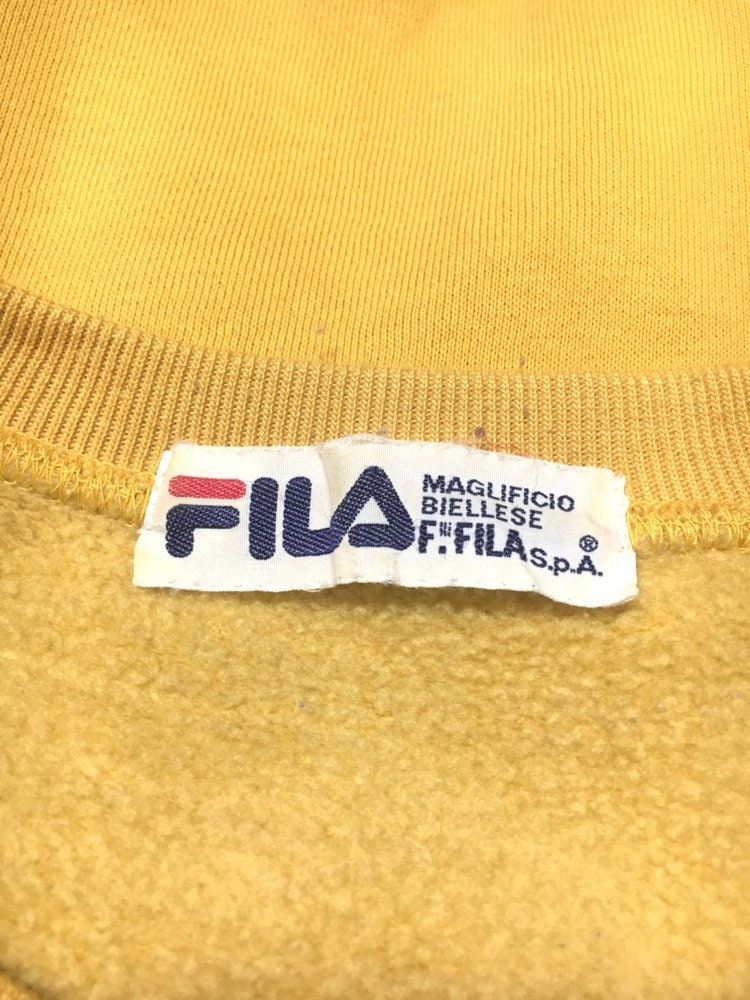 FILA
MAGLIFICIO
BIELLESE
F.lli FILA S.p.A. ®